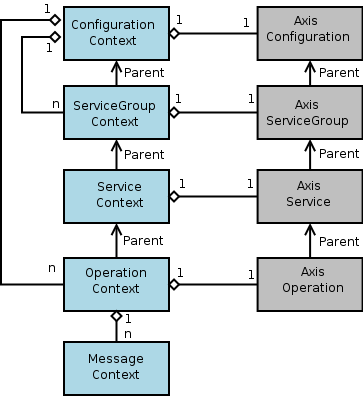 1
Configuration
Context
1
1
Axis
Configuration
1
Parent
Parent
n
ServiceGroup
Context
1
1
Axis
ServiceGroup
Parent
Parent
Service
Context
1
1
Axis
Service
Parent
Parent
n
Operation
Context
1
1
Axis
Operation
1
n
Message
Context